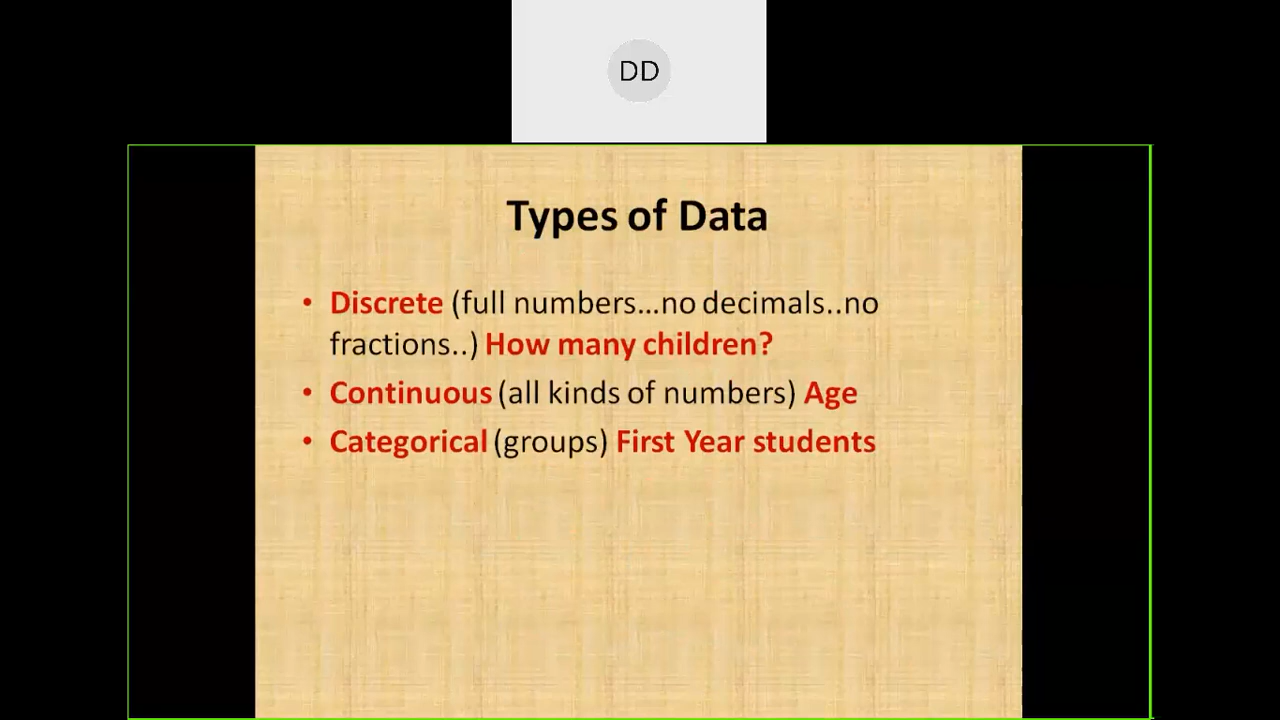 DD
Types of Data
• Discrete (full numbers...no decimals..no
fractions..) How many children?
• Continuous (all kinds of numbers) Age
• Categorical (groups) First Year students